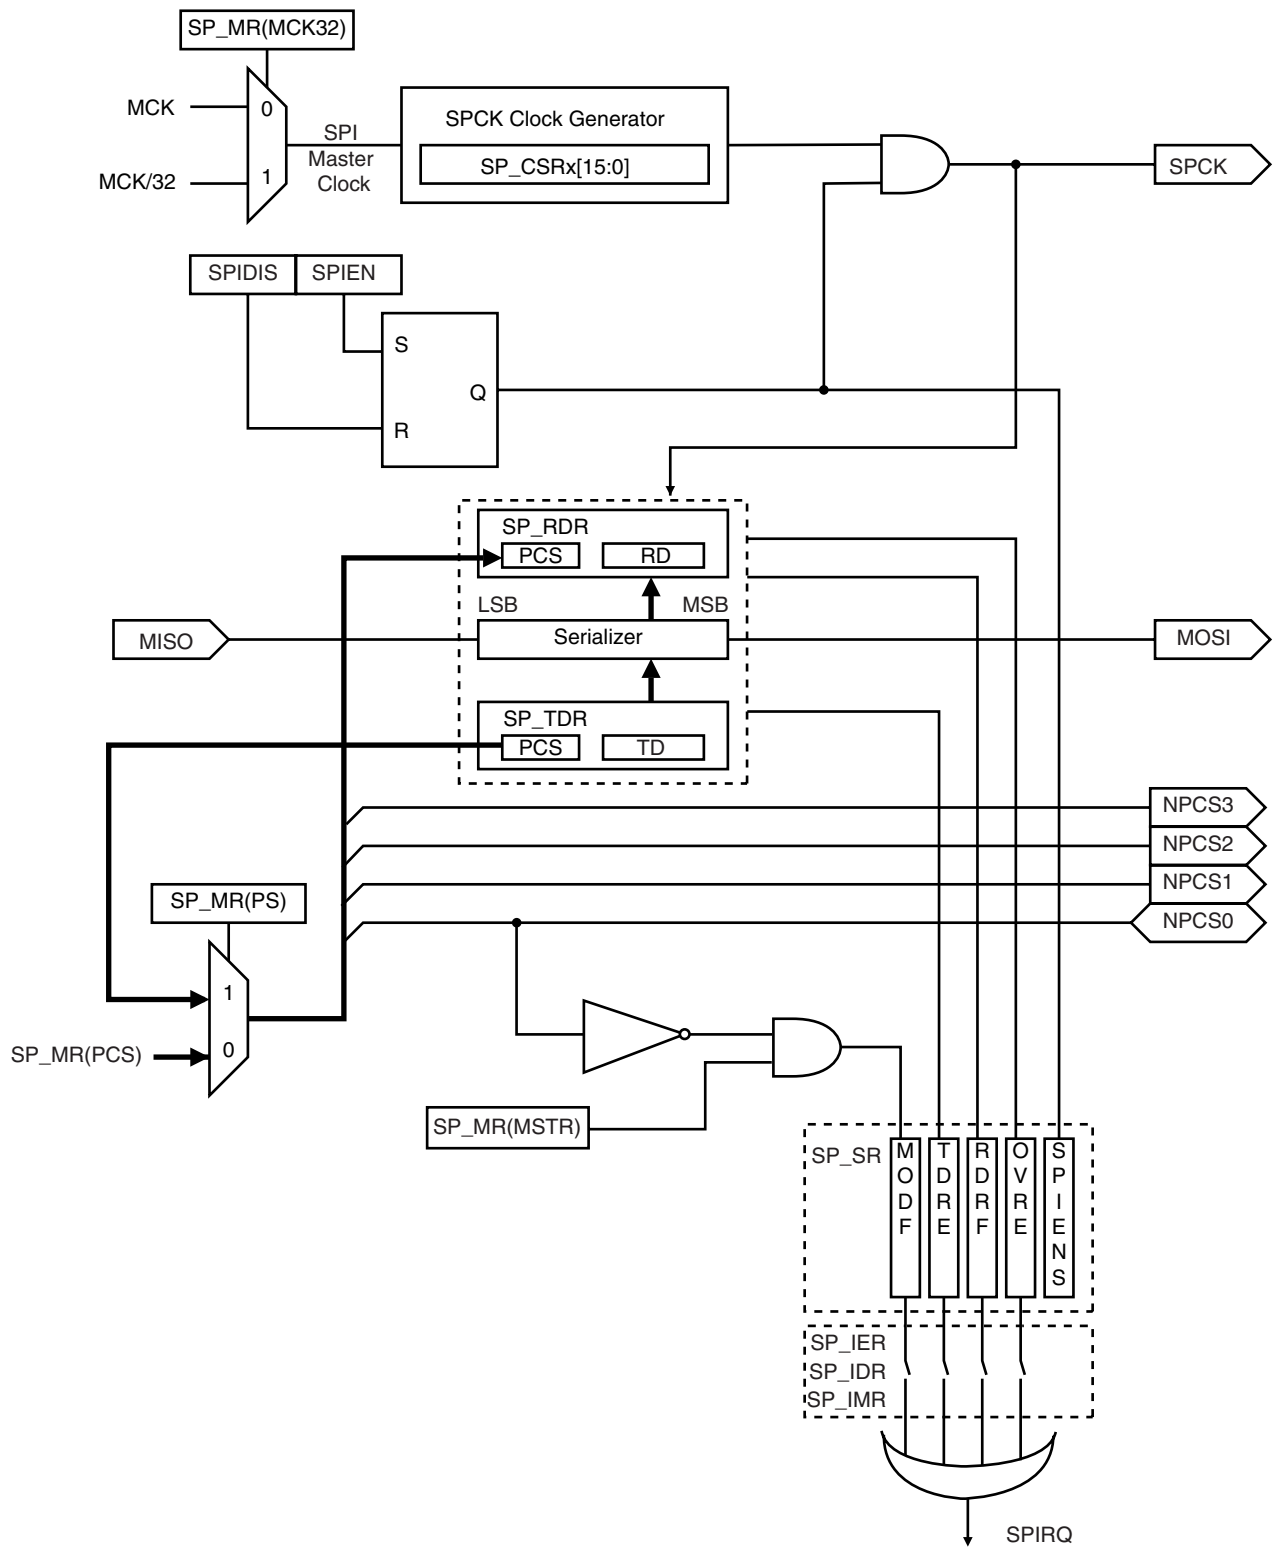 SP_MR(MCK32)
MCK
0
SPI
Master
Clock
MCK/32
1
SPCK Clock Generator
SP_CSRx[15:0]
SPCK
SPIDIS
SPIEN
S
Q
R
SP_RDR
PCS
RD
LSB
MSB
MISO
Serializer
MOSI
SP_TDR
PCS
TD
NPCS3
NPCS2
NPCS1
NPCS0
SP_MR(PS)
1
0
SP_MR(PCS)
SP_MR(MSTR)
SP_SR
MODF
TDRE
RDRF
OVRE
SPIENS
SP_IER
SP_IDR
SP_IMR
SPIRQ